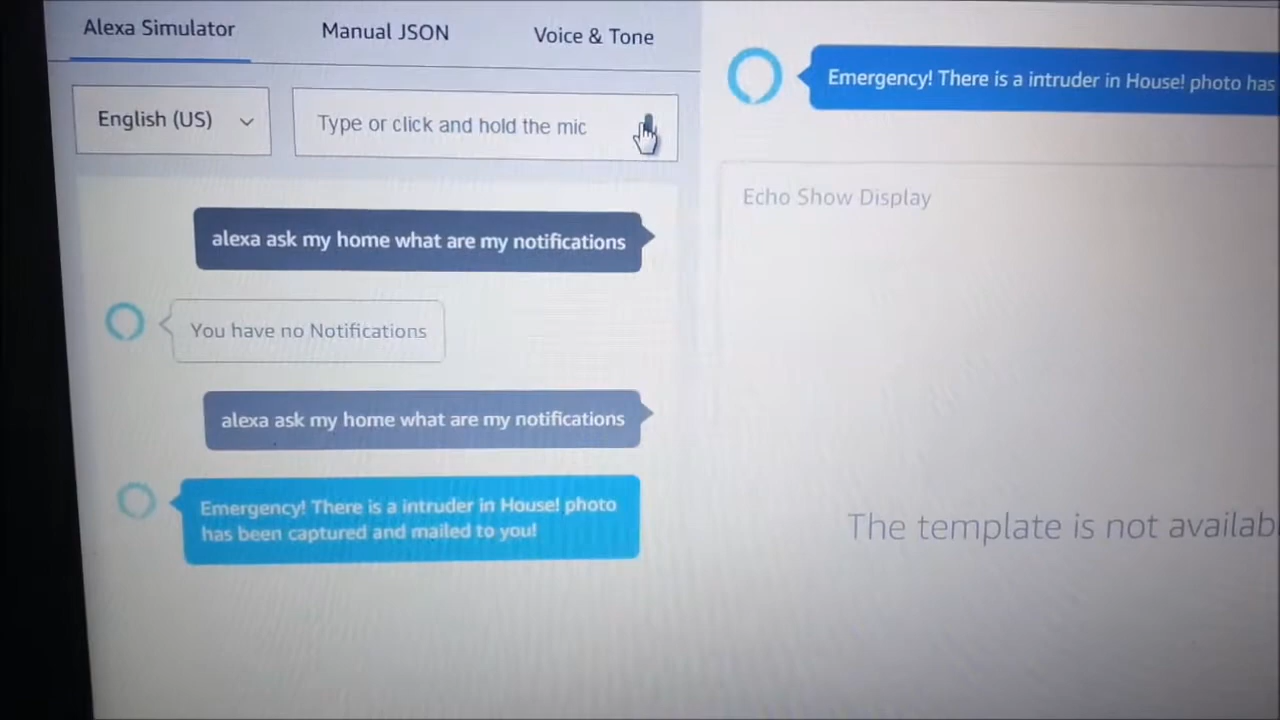 Alexa Simulator
Manual JSON
Voice & Tone
English (US)
Type or click and hold the mic
alexa ask my home what are my notifications
You have no Notifications
alexa ask my home what are my notifications
Emergency! There is a intruder in House! photo
has been captured and mailed to you!
Emergency! There is a intruder in House! photo has
Echo Show Display
The template is not availab